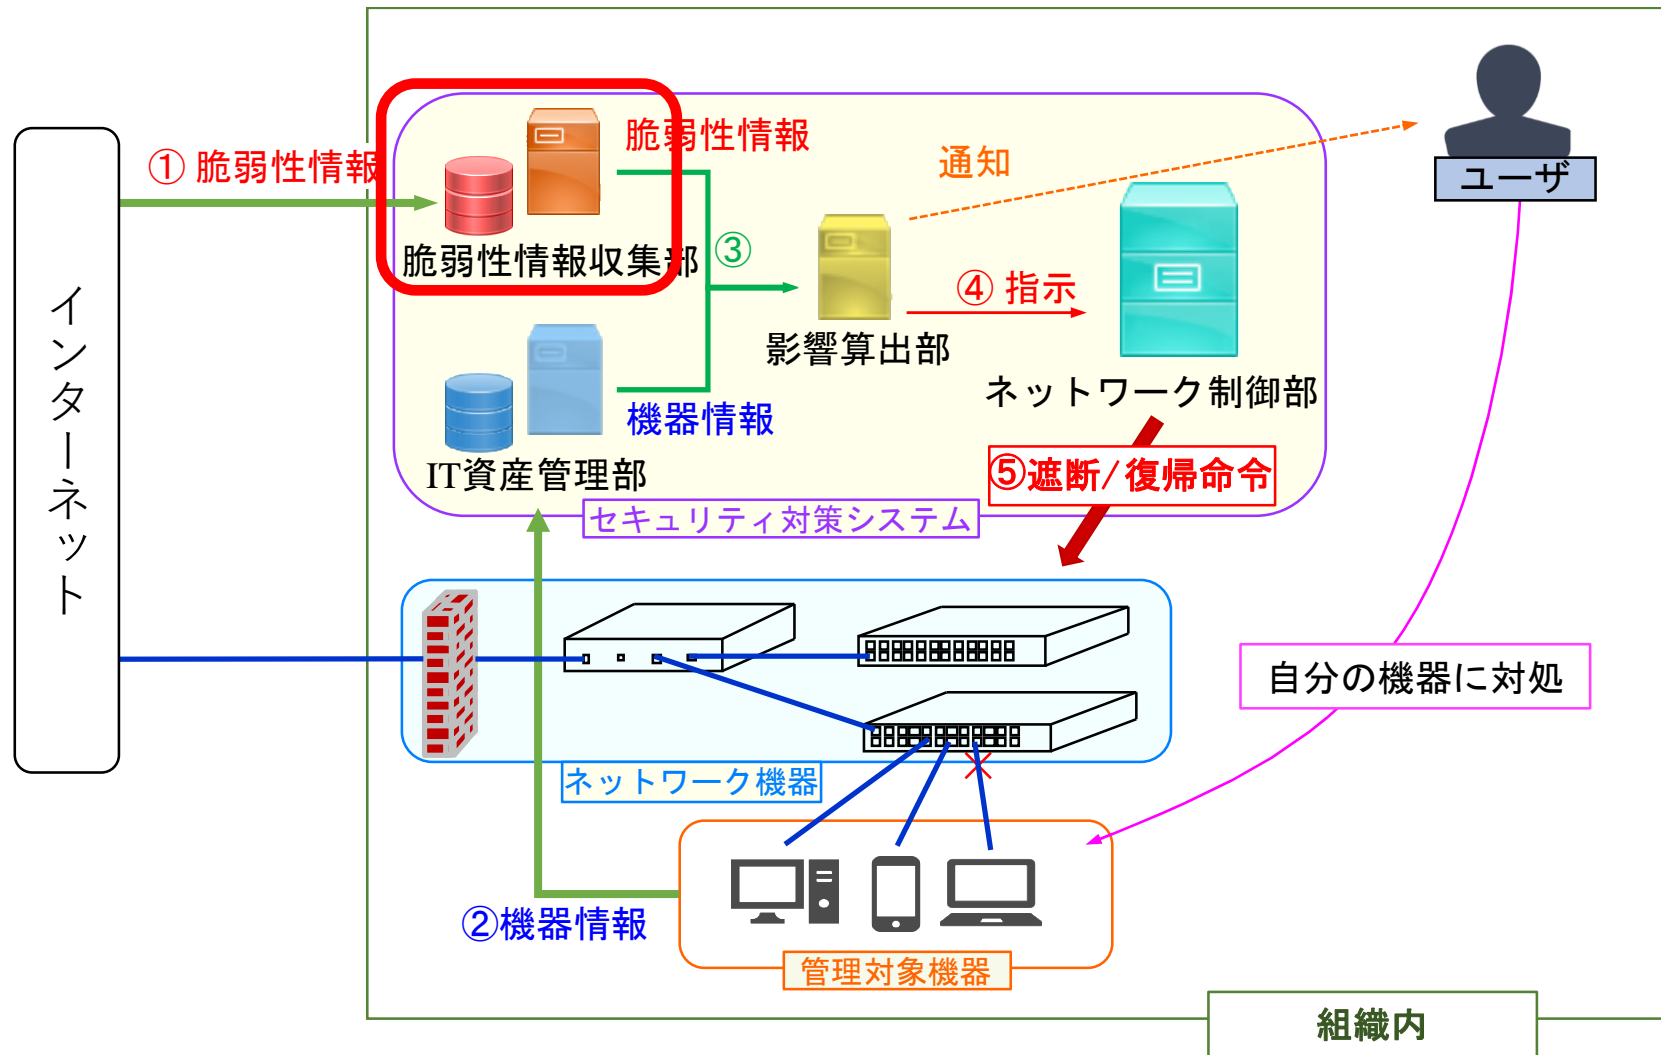 インターネット
① 脆弱性情報
脆弱性情報
脆弱性情報収集部
③
通知
ユーザ
④ 指示
影響算出部
ネットワーク制御部
機器情報
IT資産管理部
⑤遮断/復帰命令
セキュリティ対策システム
自分の機器に対処
ネットワーク機器
②機器情報
管理対象機器
組織内